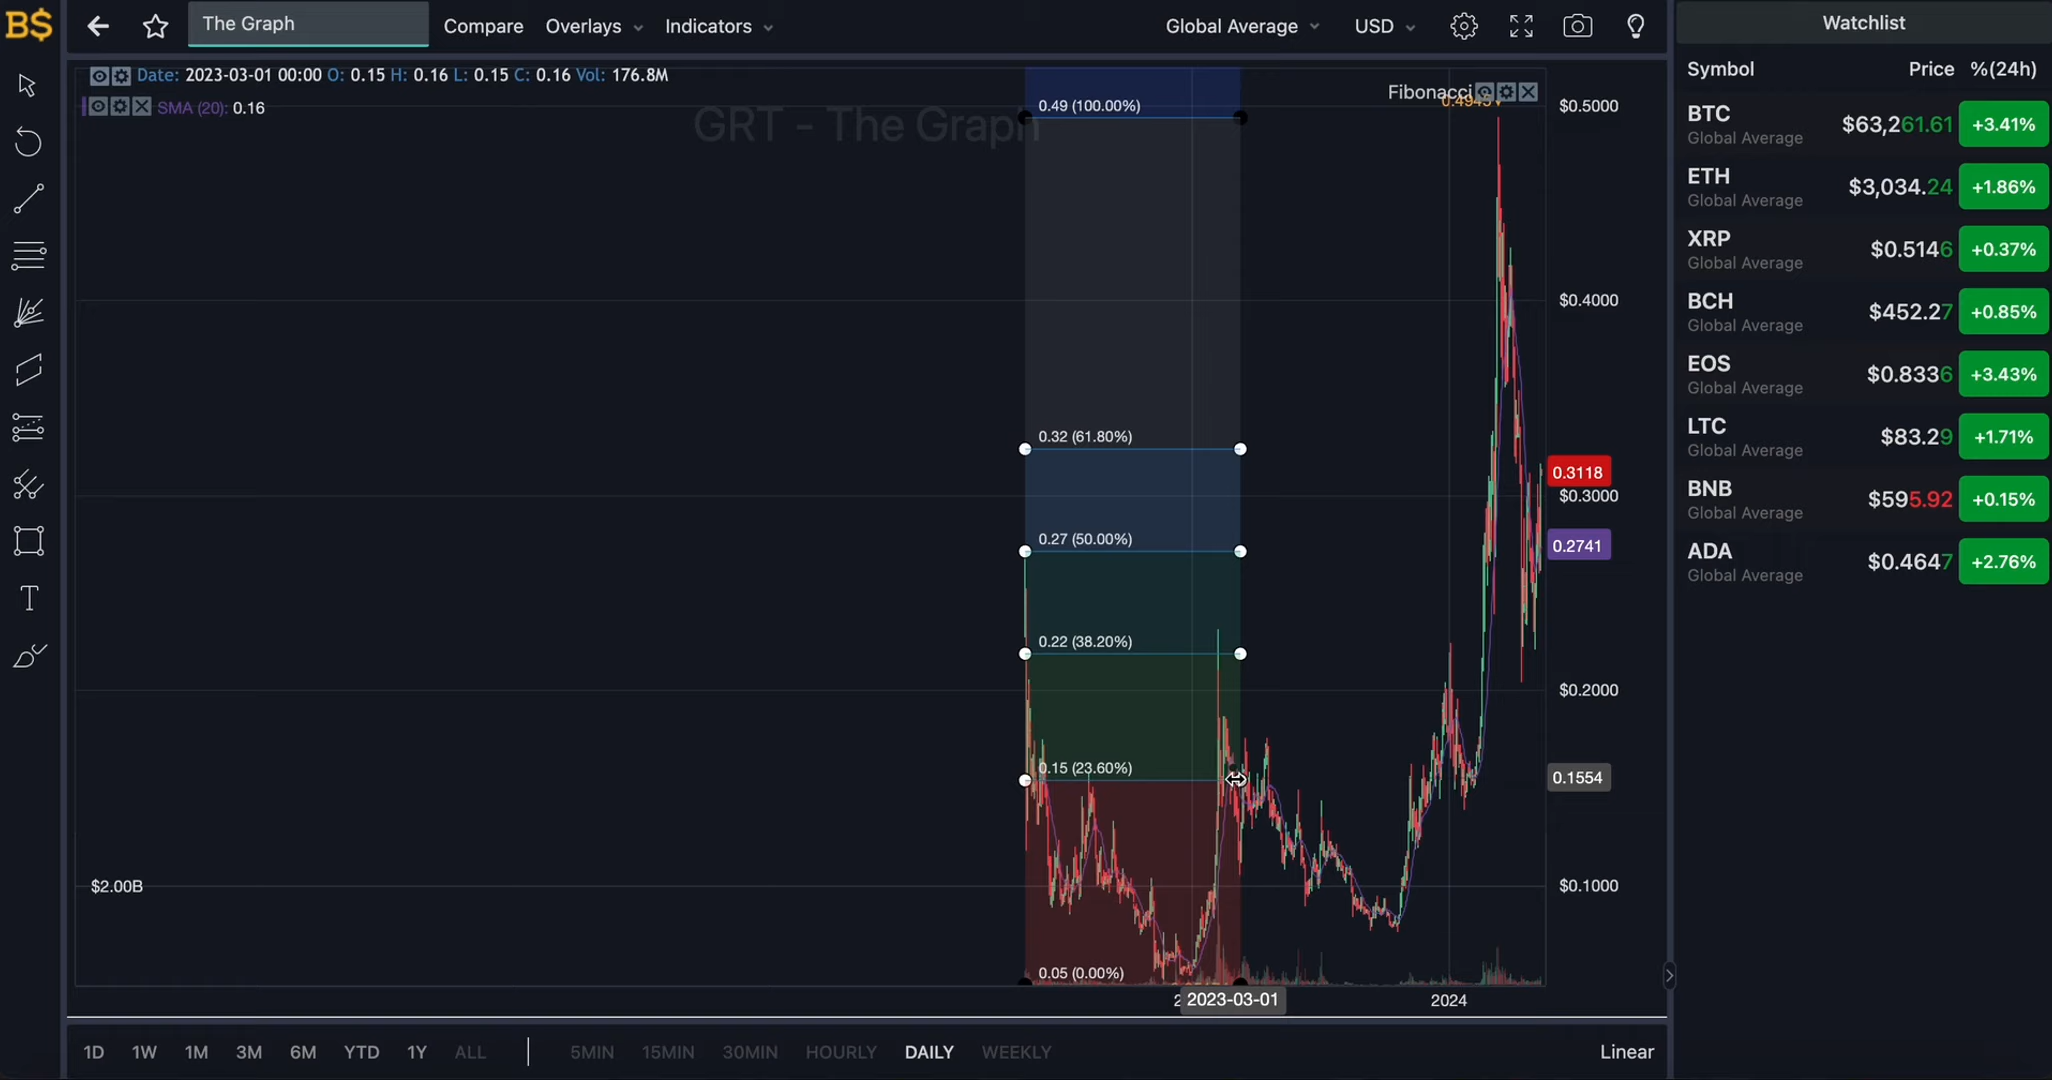 B$
The Graph
Compare
Overlays
Indicators
Global Average
USD
Date: 2023-03-01 00:00 O: 0.15 H: 0.16 L: 0.15 C: 0.16 Vol: 176.8M
SMA (20): 0.16
GRT - The Graph
Fibonacci
0.4945
0.49 (100.00%)
0.32 (61.80%)
0.27 (50.00%)
0.22 (38.20%)
0.15 (23.60%)
0.05 (0.00%)
$0.5000
$0.4000
0.3118
$0.3000
0.2741
$0.2000
0.1554
$0.1000
$2.00B
2023-03-01
2024
1D 1W 1M 3M 6M YTD 1Y ALL
5MIN 15MIN 30MIN HOURLY DAILY WEEKLY
Linear
Watchlist
Symbol Price %(24h)
BTC $63,261.61 +3.41%
Global Average
ETH $3,034.24 +1.86%
Global Average
XRP $0.5146 +0.37%
Global Average
BCH $452.27 +0.85%
Global Average
EOS $0.8336 +3.43%
Global Average
LTC $83.29 +1.71%
Global Average
BNB $595.92 +0.15%
Global Average
ADA $0.4647 +2.76%
Global Average